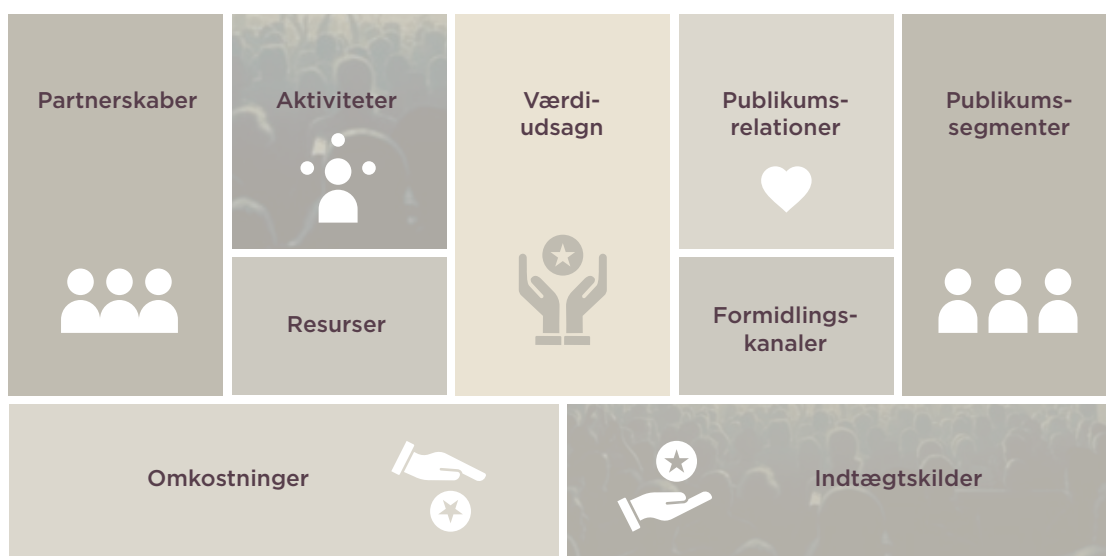 Partnerskaber
Aktiviteter
Værdi-
udsagn
Publikums-
relationer
Publikums-
segmenter
Resurser
Formidlings-
kanaler
Omkostninger
Indtægtskilder